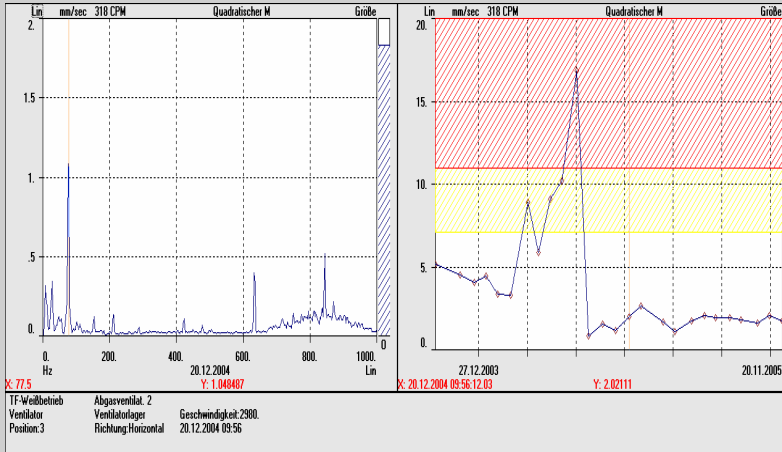 Lin mm/sec 318 CPM Quadratischer M Größe
2.
1.5
1.
.5
0.
0. 200. 400. 600. 800. 1000.
0
Hz 20.12.2004 Lin
X: 77.5 Y: 1.048407
Lin mm/sec 318 CPM Quadratischer M Größe
20.
15.
10.
5.
0.
27.12.2003 20.11.2005
X: 20.12.2004 09:56:12.03 Y: 2.02111
TF-Weißbetrieb Abgasventilat. 2
Ventilator Ventilatorlager Geschwindigkeit:2980.
Position:3 Richtung:Horizontal 20.12.2004 09:56